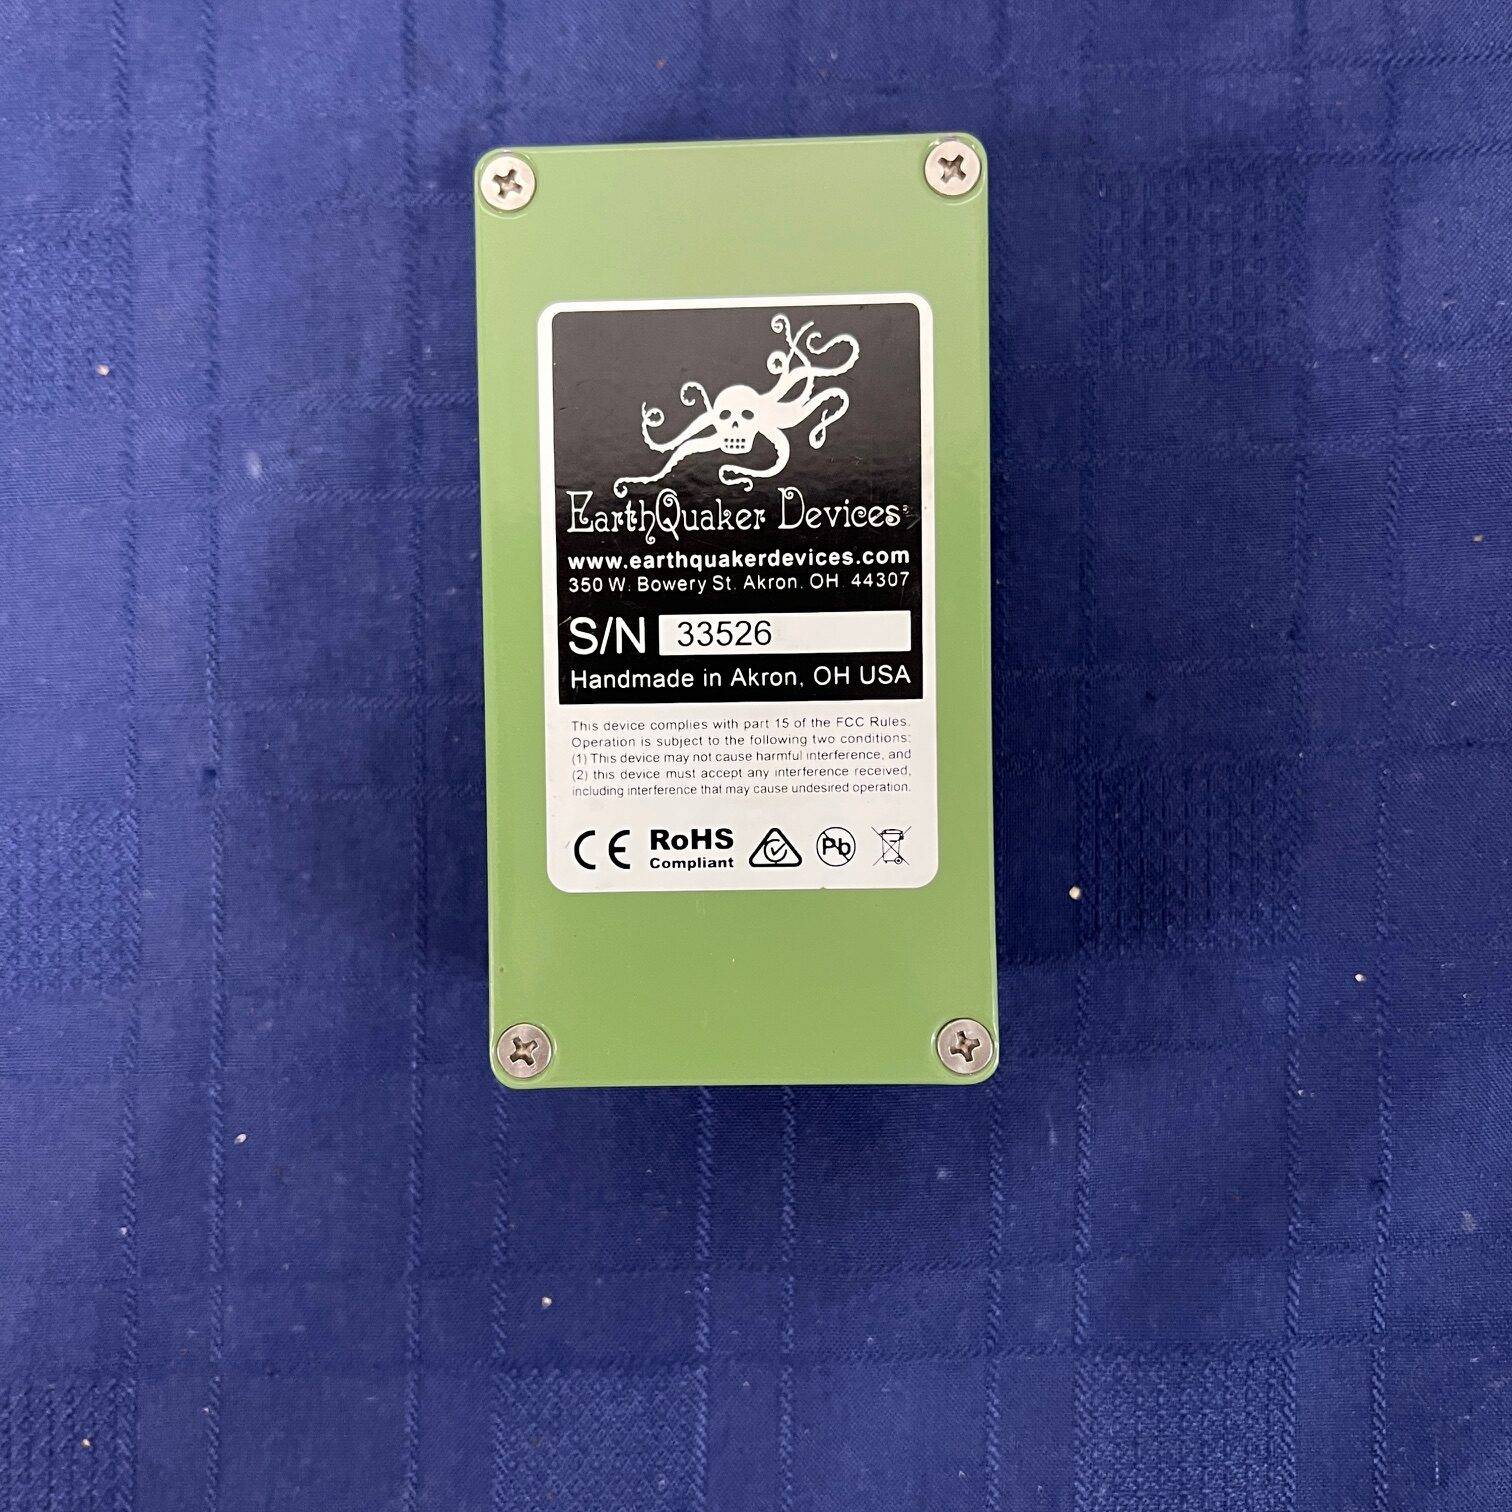 EarthQuaker Devices
www.earthquakerdevices.com
350 W. Bowery St. Akron. OH. 44307
S/N 33526
Handmade in Akron, OH USA
This device complies with part 15 of the FCC Rules.
Operation is subject to the following two conditions:
(1) This device may not cause harmful interference, and
(2) this device must accept any interference received,
including interference that may cause undesired operation.
CE RoHS Compliant Pb